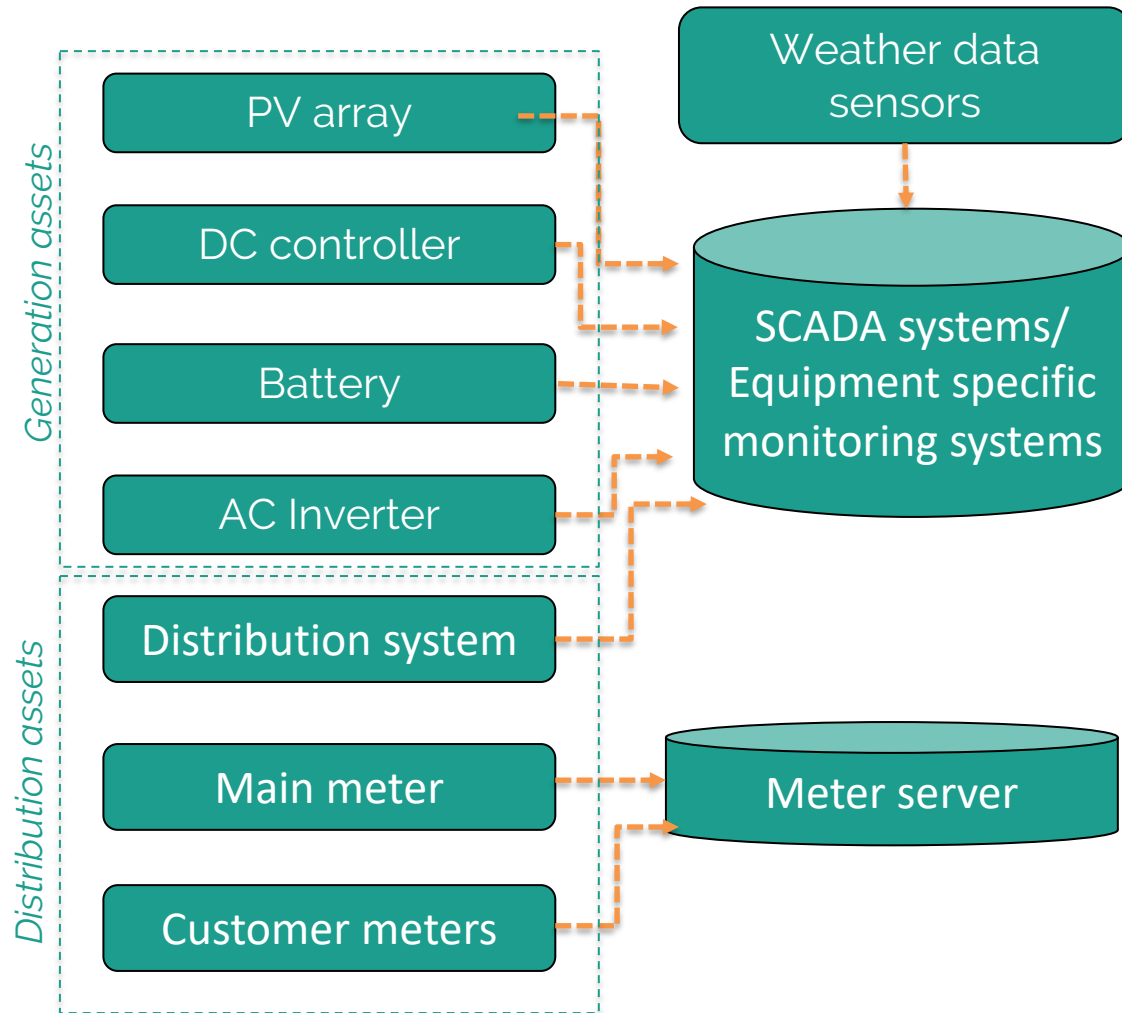 Generation assets
PV array
DC controller
Battery
AC Inverter
Distribution assets
Distribution system
Main meter
Customer meters
Weather data
sensors
SCADA systems/
Equipment specific
monitoring systems
Meter server